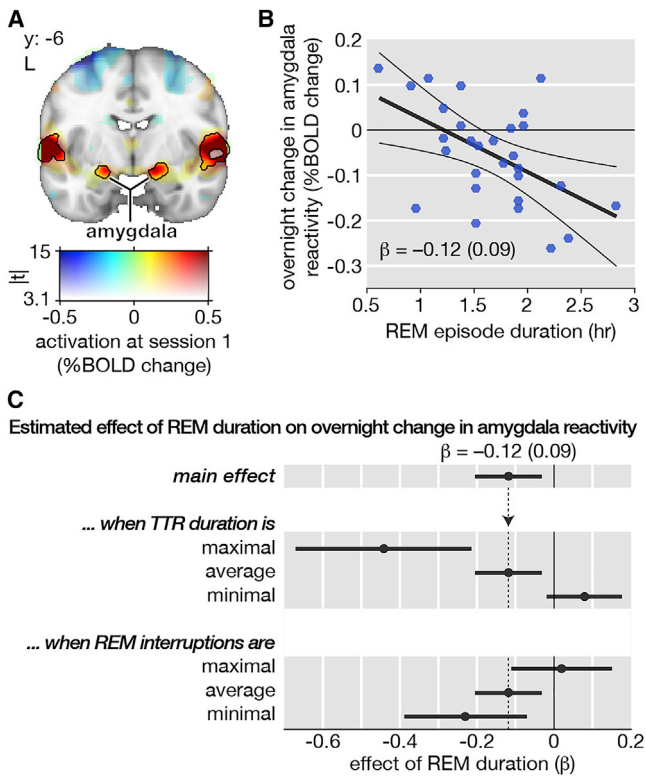 A
y: -6
L
amygdala
15
|t|
3.1
-0.5 0 0.5
activation at session 1
(%BOLD change)
B
overnight change in amygdala
reactivity (%BOLD change)
0.2
0.1
0
-0.1
-0.2
-0.3
β = −0.12 (0.09)
0.5 1 1.5 2 2.5 3
REM episode duration (hr)
C
Estimated effect of REM duration on overnight change in amygdala reactivity
β = −0.12 (0.09)
main effect
... when TTR duration is
maximal
average
minimal
... when REM interruptions are
maximal
average
minimal
-0.6 -0.4 -0.2 0 0.2
effect of REM duration (β)